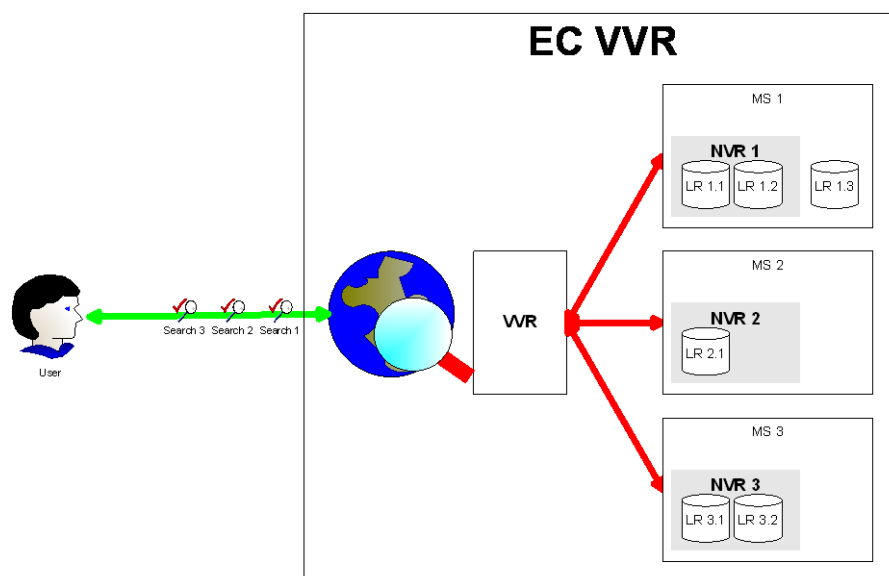 EC VVR
MS 1
NVR 1
LR 1.1
LR 1.2
LR 1.3
MS 2
NVR 2
LR 2.1
VVR
Search 3
Search 2
Search 1
User
MS 3
NVR 3
LR 3.1
LR 3.2